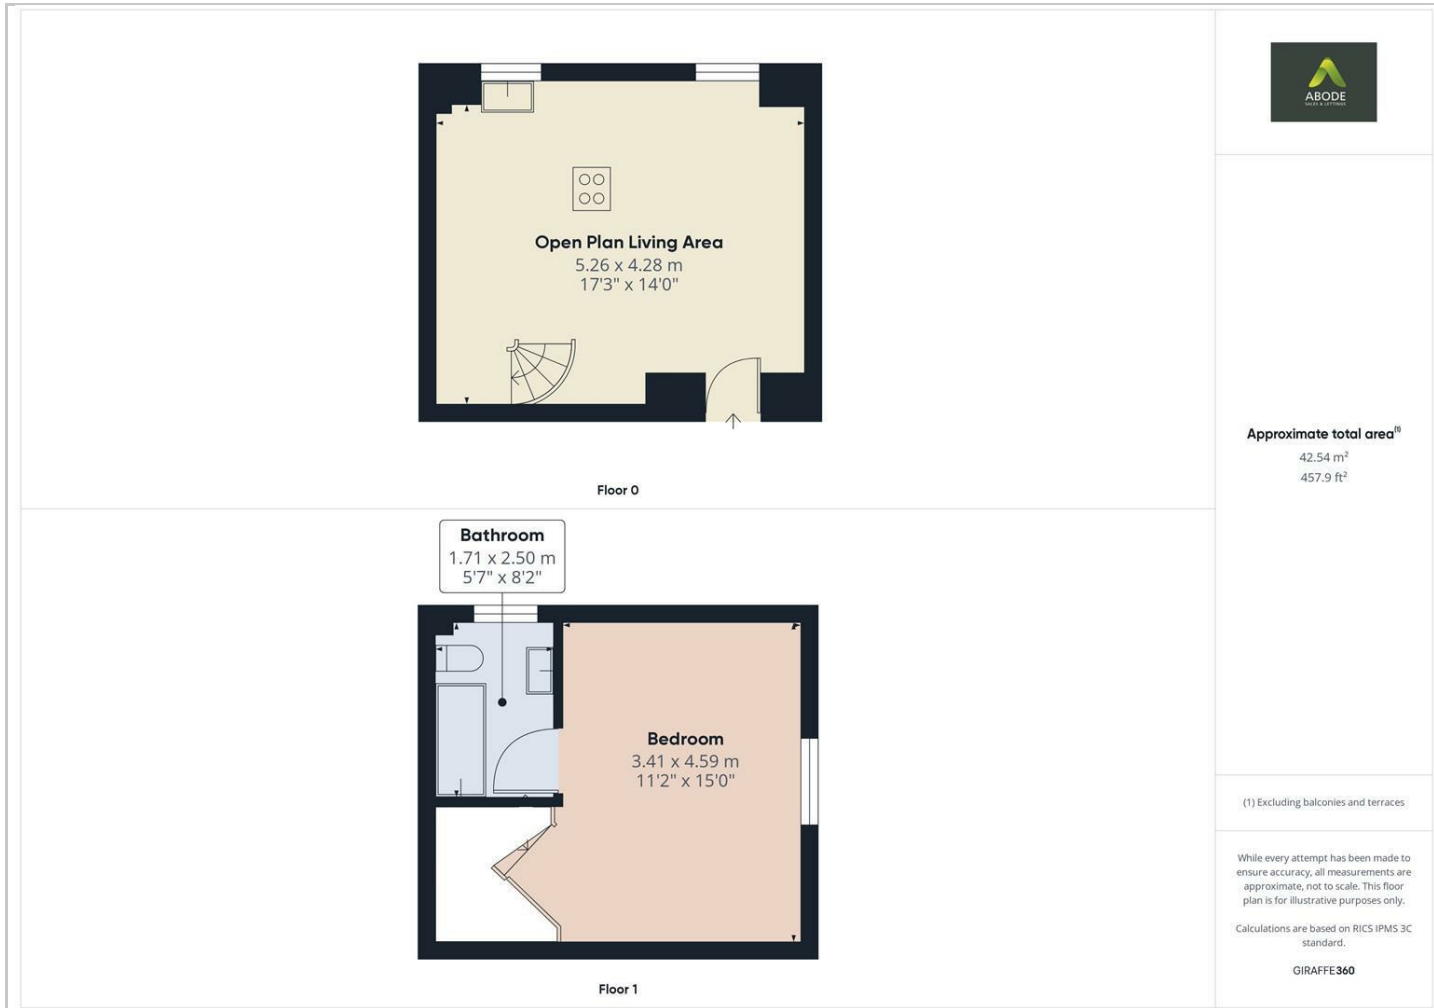 Open Plan Living Area
5.26 x 4.28 m
17'3" x 14'0"
Floor 0
Bathroom
1.71 x 2.50 m
5'7" x 8'2"
Bedroom
3.41 x 4.59 m
11'2" x 15'0"
Floor 1
ABODE
SALES & LETTINGS
Approximate total area(1)
42.54 m²
457.9 ft²
(1) Excluding balconies and terraces
While every attempt has been made to
ensure accuracy, all measurements are
approximate, not to scale. This floor
plan is for illustrative purposes only.
Calculations are based on RICS IPMS 3C
standard.
GIRAFFE360